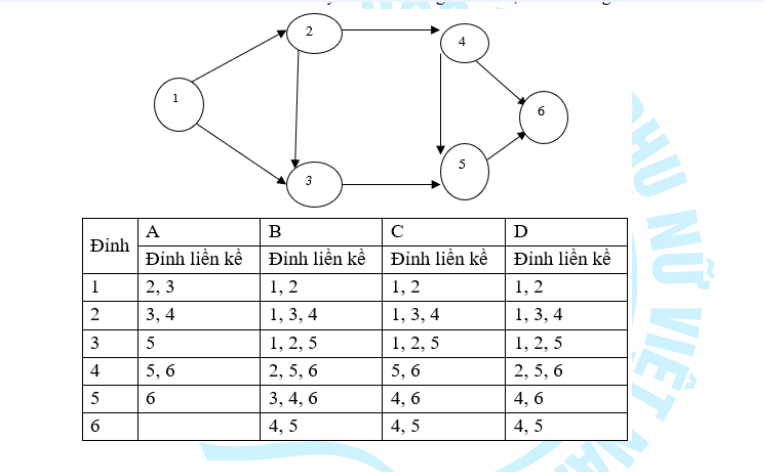 2
4
1
6
5
3
Đỉnh A B C D
Đỉnh liền kề Đỉnh liền kề Đỉnh liền kề Đỉnh liền kề
1 2, 3 1, 2 1, 2 1, 2
2 3, 4 1, 3, 4 1, 3, 4 1, 3, 4
3 5 1, 2, 5 1, 2, 5 1, 2, 5
4 5, 6 2, 5, 6 5, 6 2, 5, 6
5 6 3, 4, 6 4, 6 4, 6
6 4, 5 4, 5 4, 5
NỮ VIỆT